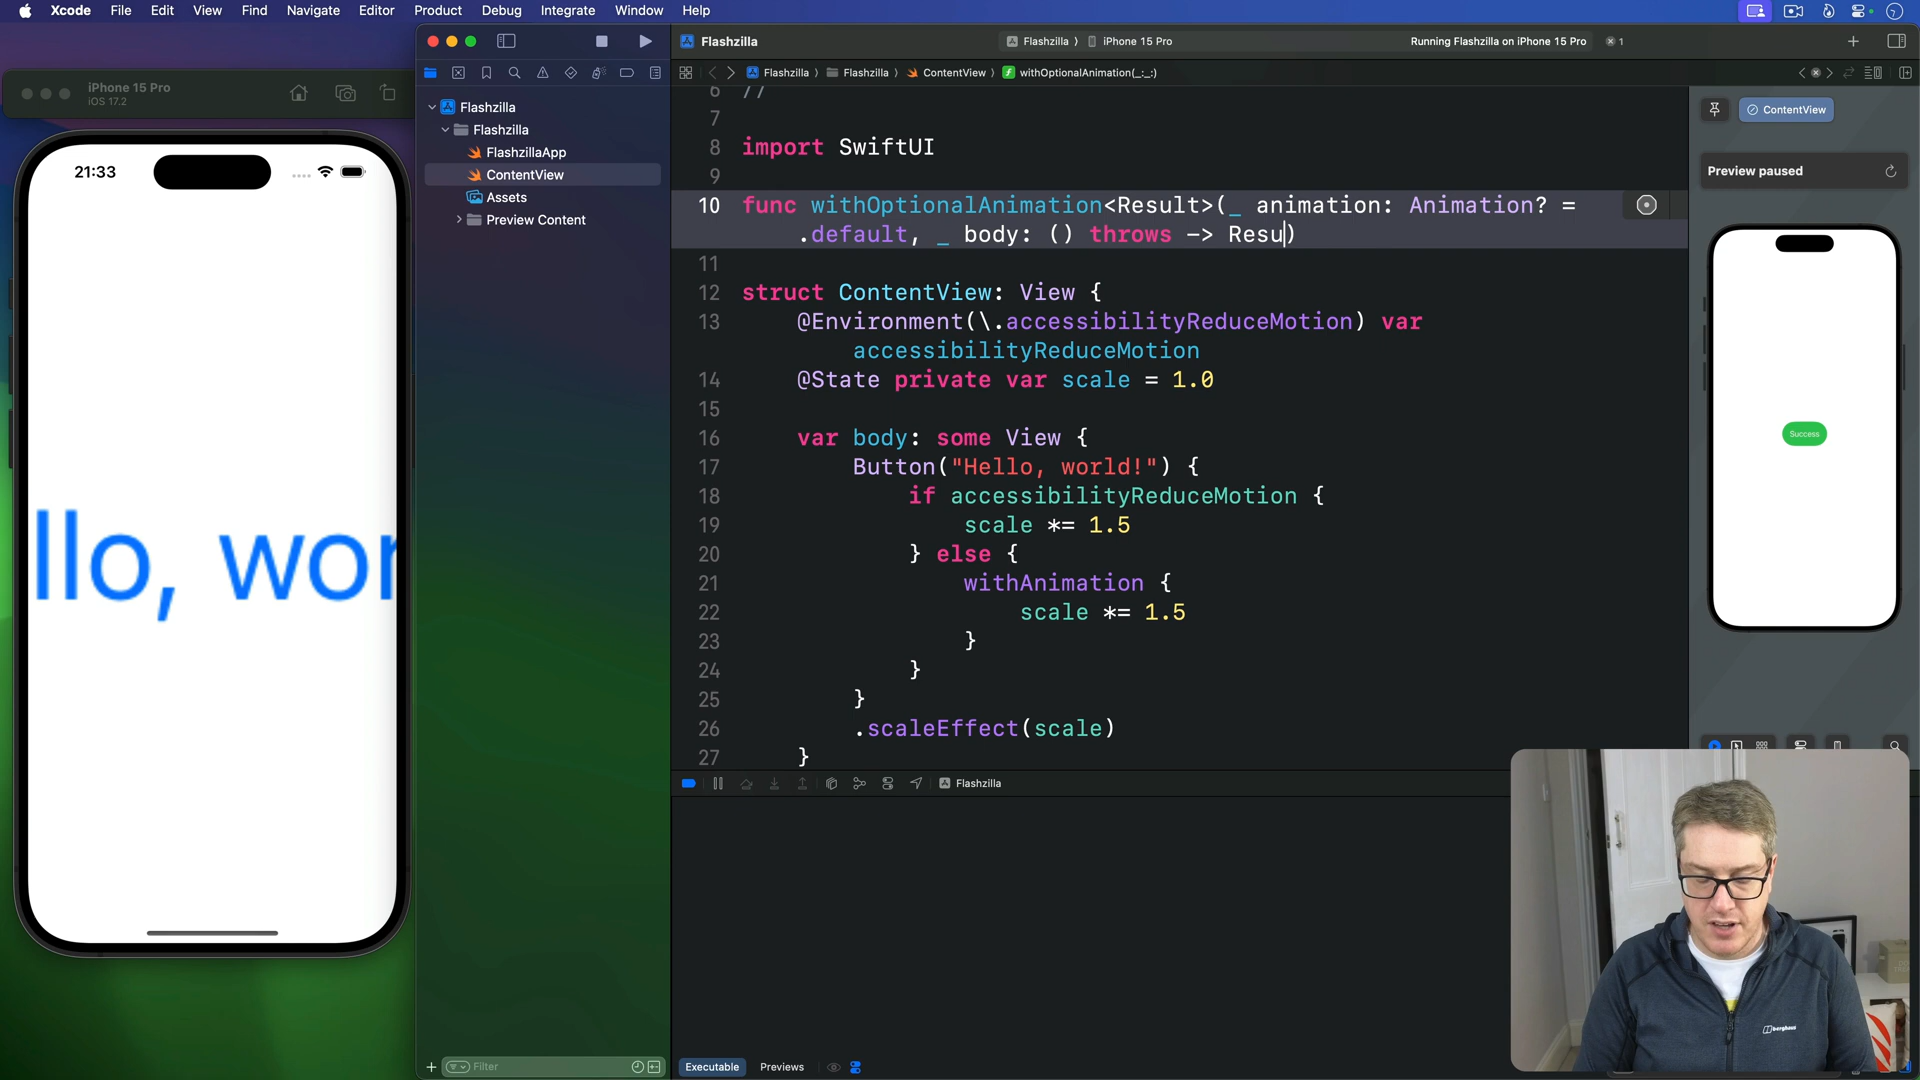 Xcode File Edit View Find Navigate Editor Product Debug Integrate Window Help
iPhone 15 Pro
iOS 17.2
21:33
llo, wor
Flashzilla
Flashzilla
FlashzillaApp
ContentView
Assets
Preview Content
Filter
Flashzilla
Flashzilla
iPhone 15 Pro
Running Flashzilla on iPhone 15 Pro
1
Flashzilla
Flashzilla
ContentView
withOptionalAnimation(_:_:)
6 //
7
8 import SwiftUI
9
10 func withOptionalAnimation<Result>(_ animation: Animation? =
.default, _ body: () throws -> Resu)
11
12 struct ContentView: View {
13 @Environment(\.accessibilityReduceMotion) var
accessibilityReduceMotion
14 @State private var scale = 1.0
15
16 var body: some View {
17 Button("Hello, world!") {
18 if accessibilityReduceMotion {
19 scale *= 1.5
20 } else {
21 withAnimation {
22 scale *= 1.5
23 }
24 }
25 }
26 .scaleEffect(scale)
27 }
Flashzilla
Executable
Previews
ContentView
Preview paused
Success
berghaus